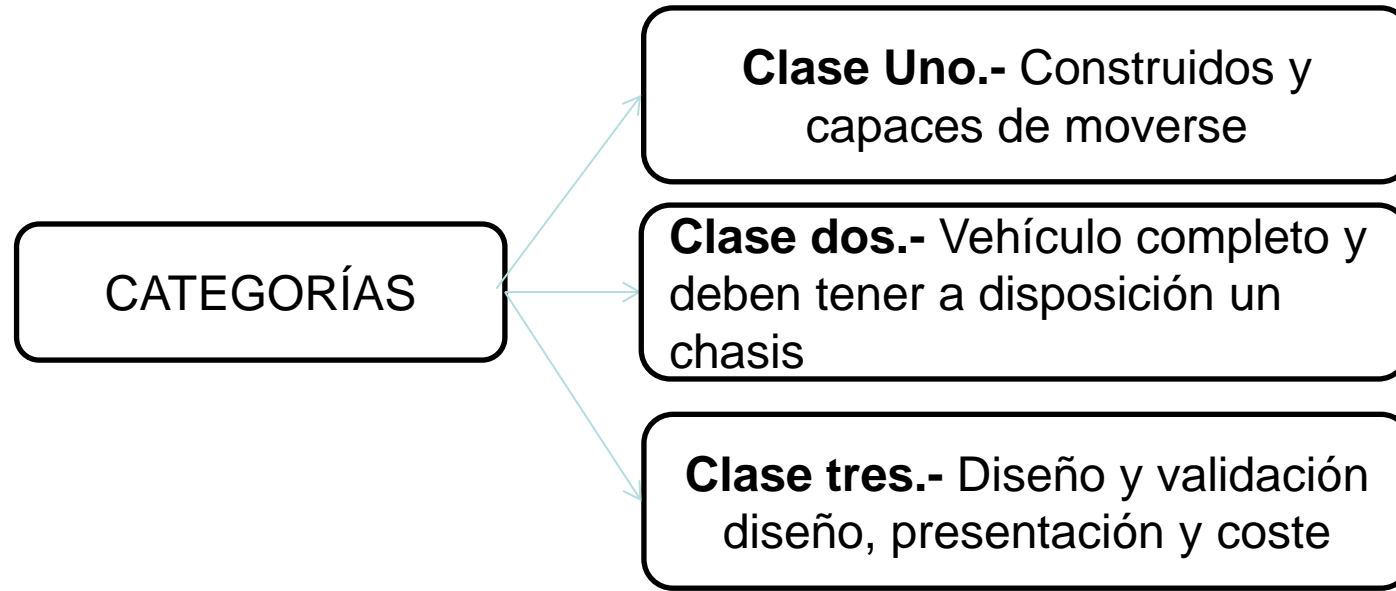 Clase Uno.- Construidos y
capaces de moverse
CATEGORÍAS
Clase dos.- Vehículo completo y
deben tener a disposición un
chasis
Clase tres.- Diseño y validación
diseño, presentación y coste